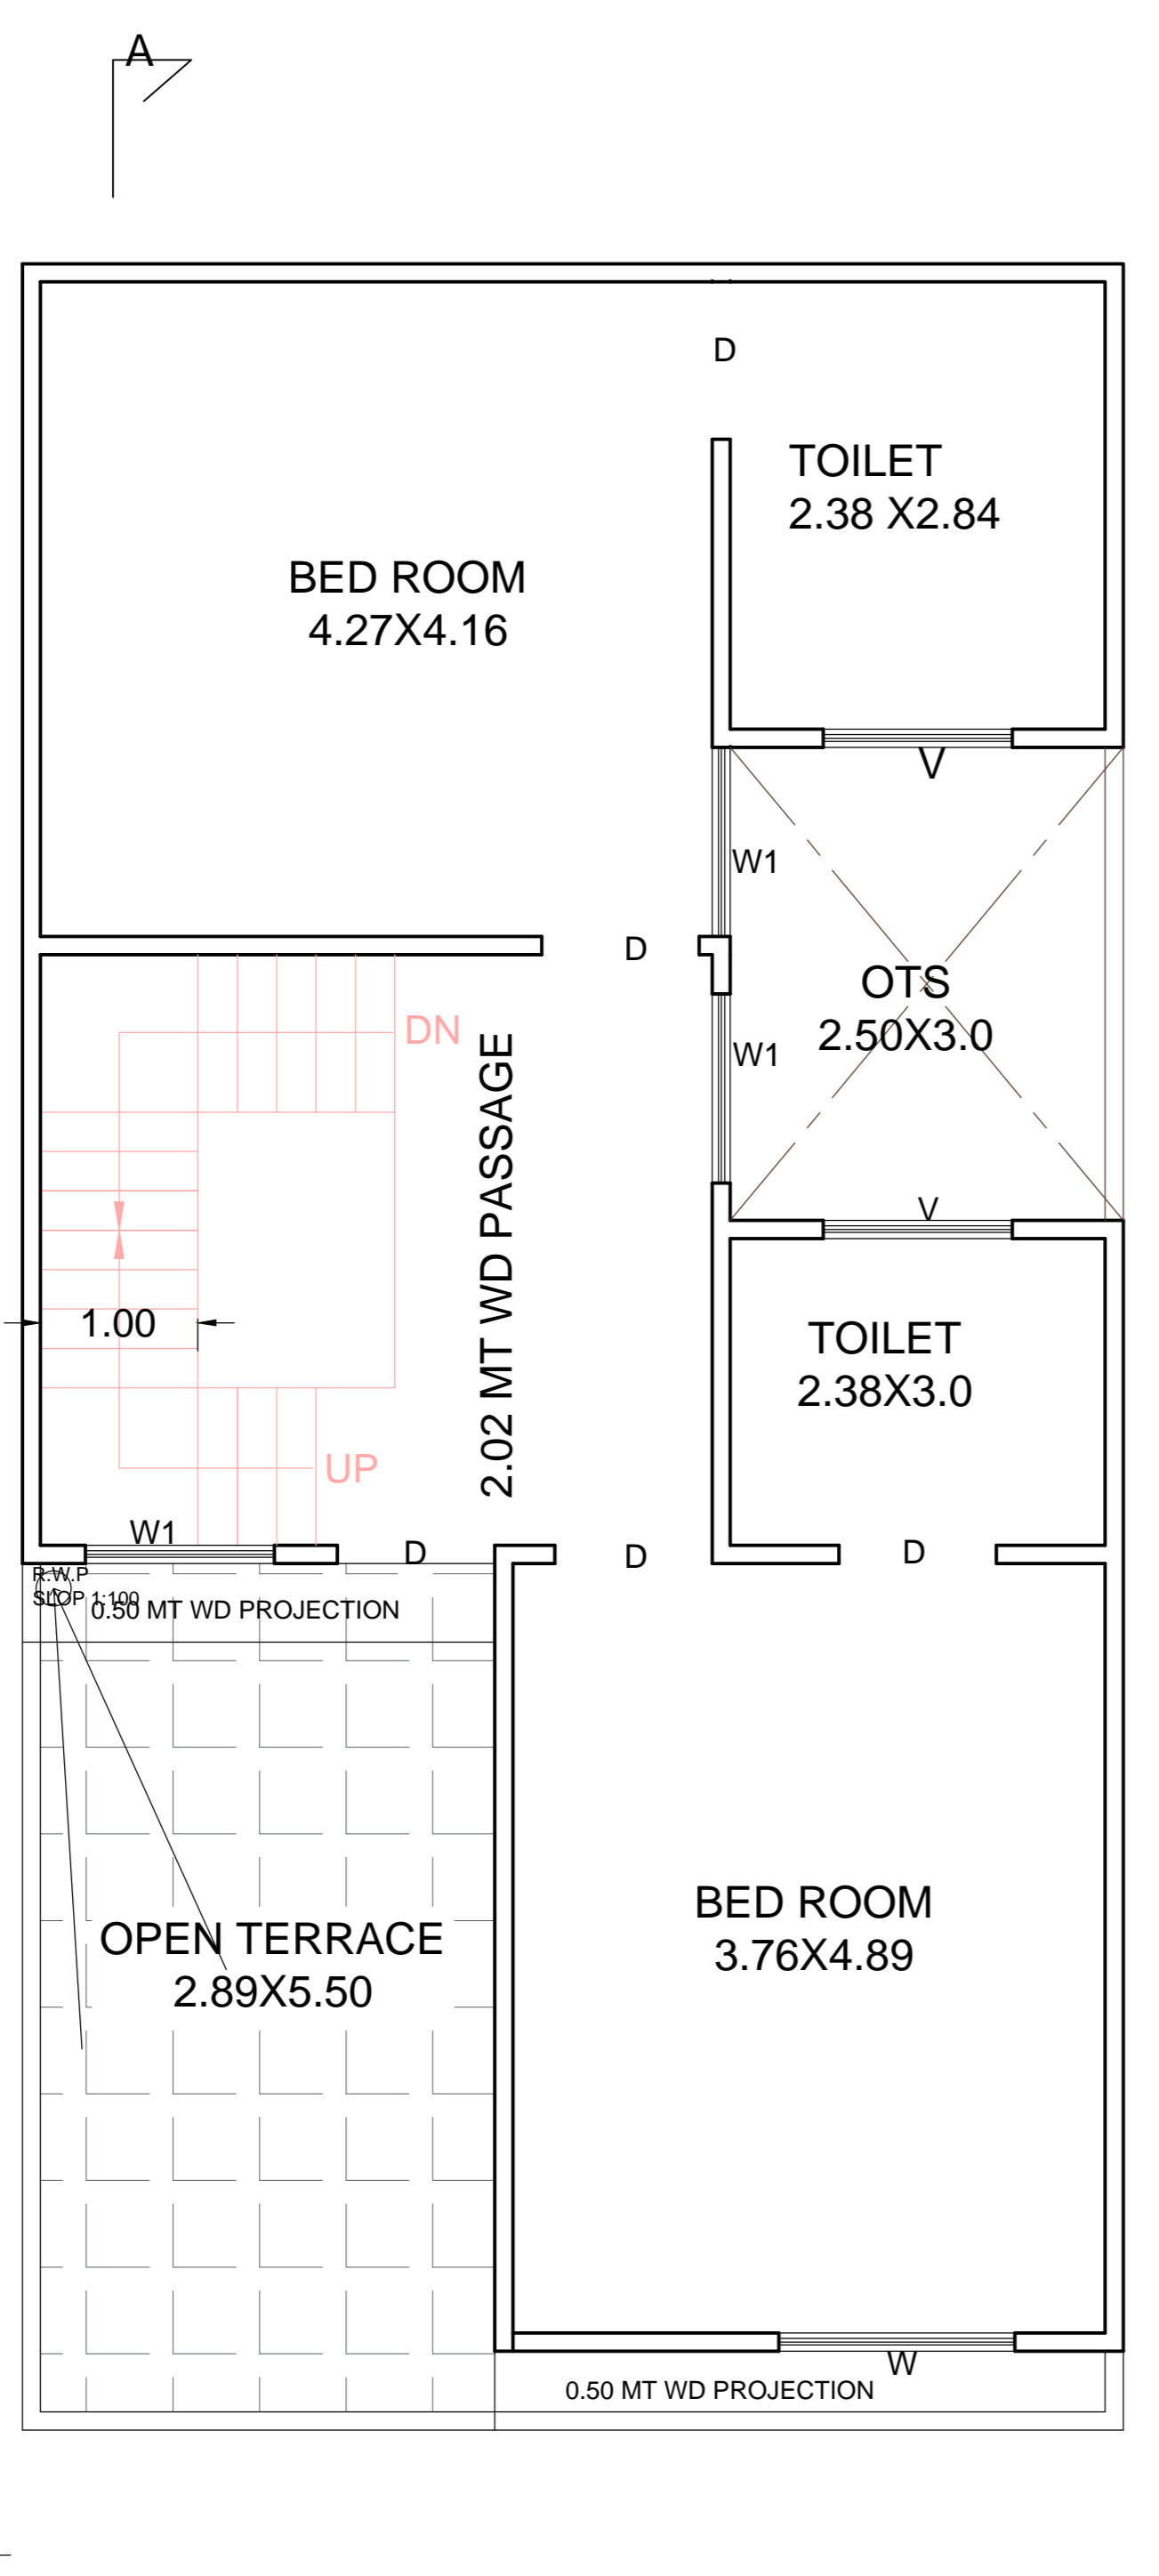 A
D
TOILET
2.38 X2.84
BED ROOM
4.27X4.16
V
W1
D
OTS
2.50X3.0
DN
W1
2.02 MT WD PASSAGE
V
1.00
TOILET
2.38X3.0
UP
W1
D
D
D
R.W.P
SLOP 1:100
0.50 MT WD PROJECTION
BED ROOM
3.76X4.89
OPEN TERRACE
2.89X5.50
W
0.50 MT WD PROJECTION